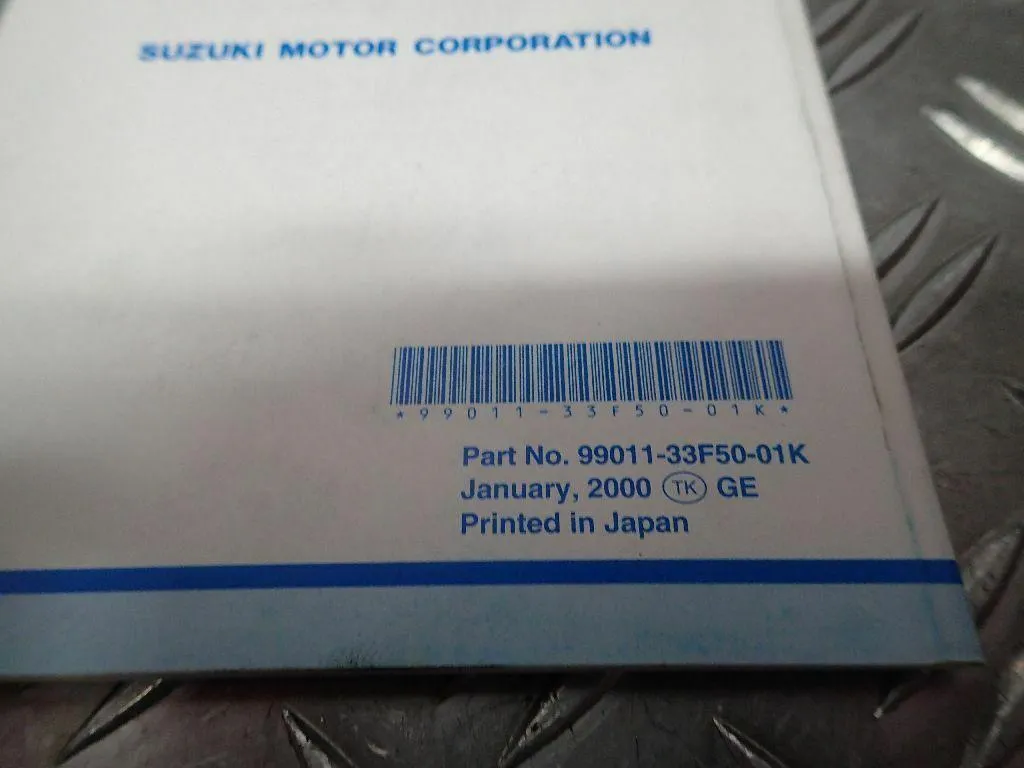 SUZUKI MOTOR CORPORATION
*99011-33F50-01K*
Part No. 99011-33F50-01K
January, 2000 TK GE
Printed in Japan